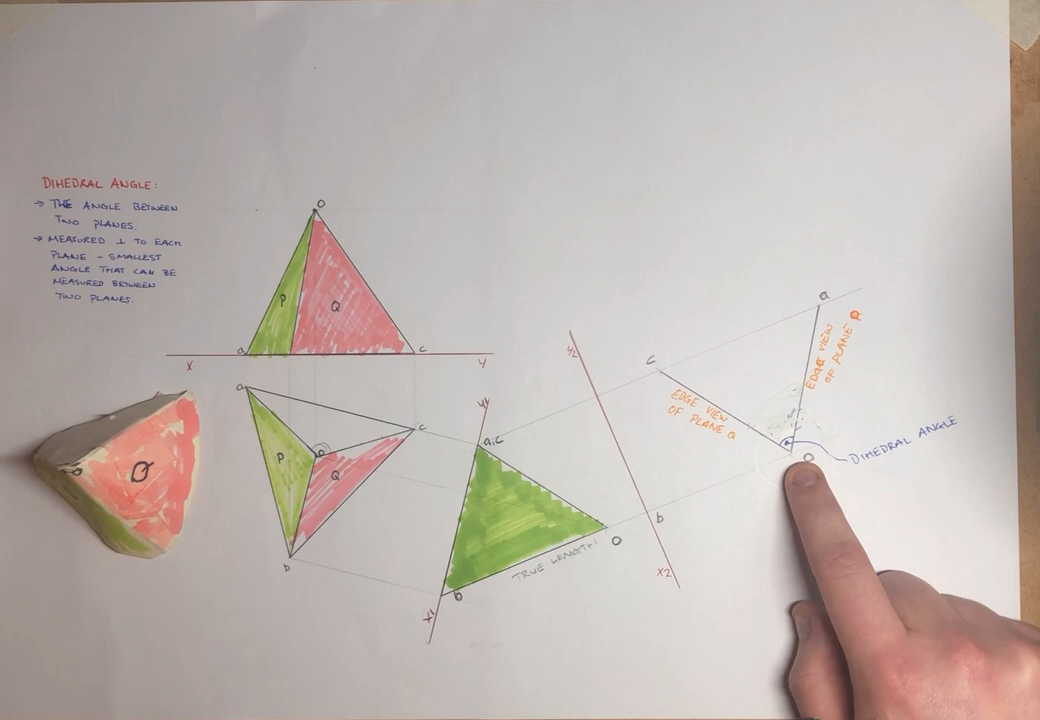 DIHEDRAL ANGLE:
→ THE ANGLE BETWEEN
TWO PLANES.
→ MEASURED ⊥ TO EACH
PLANE – SMALLEST
ANGLE THAT CAN BE
MEASURED BETWEEN
TWO PLANES.
O
P
Q
a
c
X
Y
a
P
O
Q
c
b
Q
Y1
a,c
O
TRUE LENGTH!
b
X1
Y2
b
X2
c
a
EDGE VIEW
OF PLANE Q
EDGE VIEW
OF PLANE P
O
DIHEDRAL ANGLE